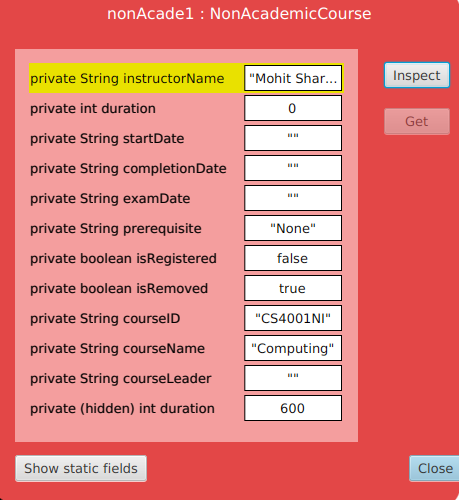 nonAcade1 : NonAcademicCourse
private String instructorName "Mohit Shar...
Inspect
private int duration 0
Get
private String startDate ""
private String completionDate ""
private String examDate ""
private String prerequisite "None"
private boolean isRegistered false
private boolean isRemoved true
private String courseID "CS4001NI"
private String courseName "Computing"
private String courseLeader ""
private (hidden) int duration 600
Show static fields
Close